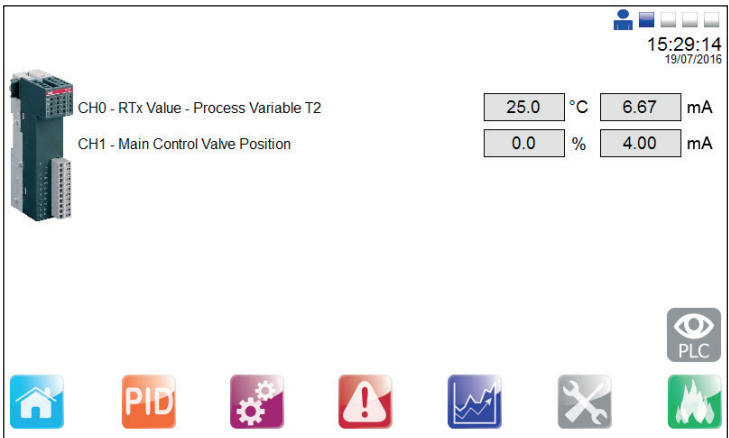 15:29:14
19/07/2016
CH0 - RTx Value - Process Variable T2 25.0 °C 6.67 mA
CH1 - Main Control Valve Position 0.0 % 4.00 mA
PLC
PID